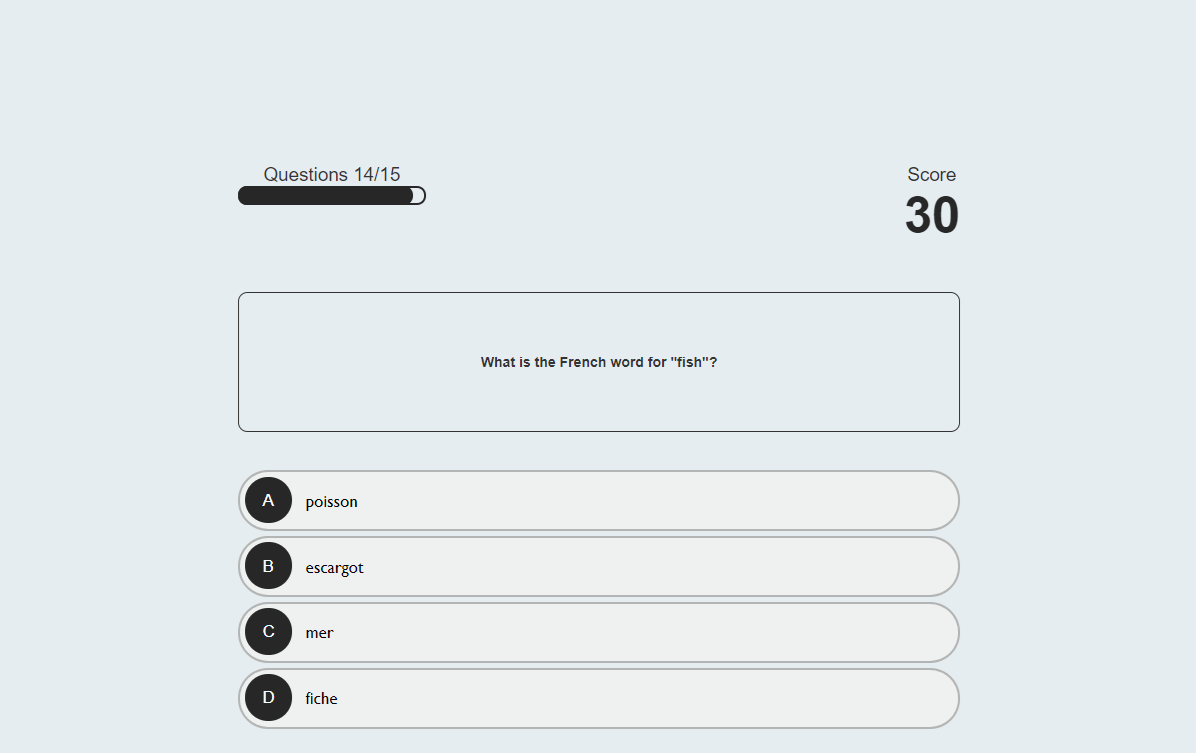 Questions 14/15
Score
30
What is the French word for "fish"?
A poisson
B escargot
C mer
D fiche